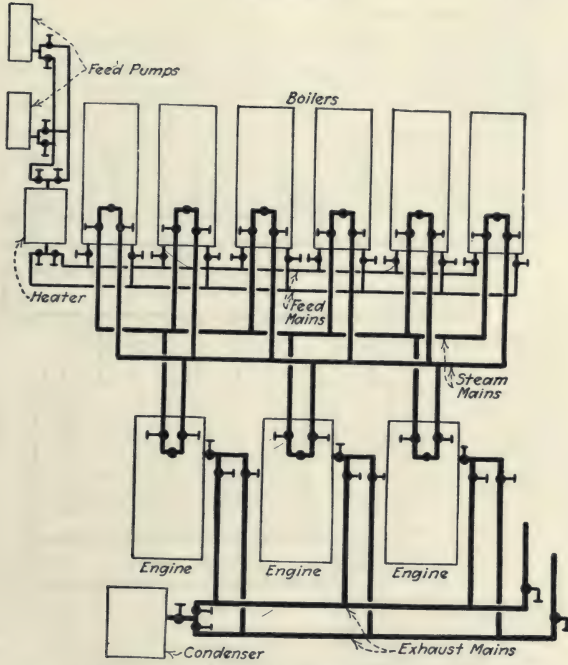 Feed Pumps
Boilers
Heater
Feed
Mains
Steam
Mains
Engine
Engine
Engine
Condenser
Exhaust Mains